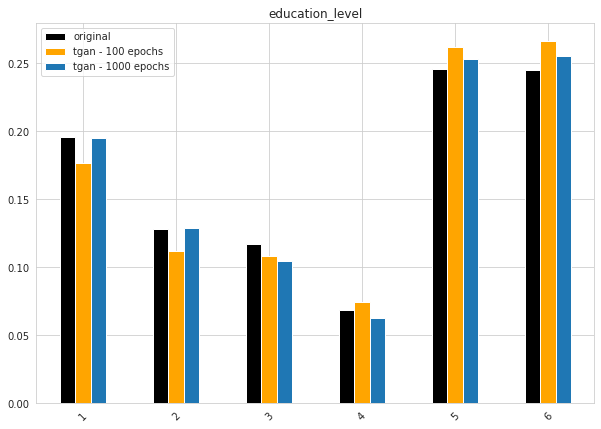 education_level
original
tgan - 100 epochs
tgan - 1000 epochs
0.25
0.20
0.15
0.10
0.05
0.00
1 2 3 4 5 6